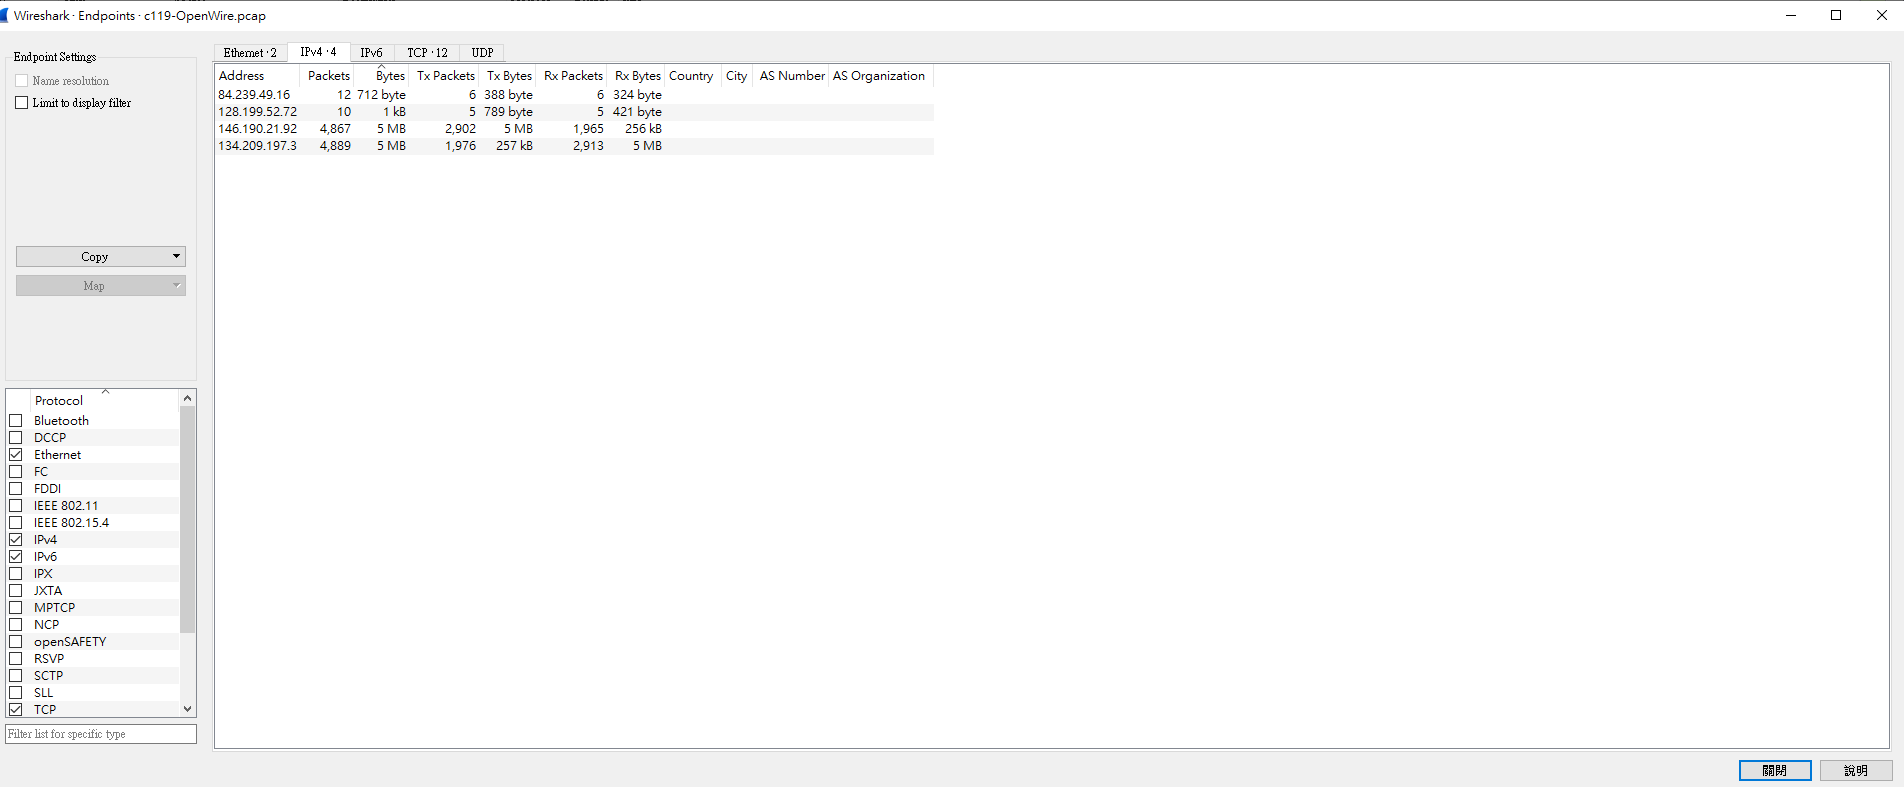 Wireshark · Endpoints · c119-OpenWire.pcap
Endpoint Settings
Name resolution
Limit to display filter
Copy
Map
Protocol
Bluetooth
DCCP
Ethernet
FC
FDDI
IEEE 802.11
IEEE 802.15.4
IPv4
IPv6
IPX
JXTA
MPTCP
NCP
openSAFETY
RSVP
SCTP
SLL
TCP
Filter list for specific type
Ethernet · 2 IPv4 · 4 IPv6 TCP · 12 UDP
Address Packets Bytes Tx Packets Tx Bytes Rx Packets Rx Bytes Country City AS Number AS Organization
84.239.49.16 12 712 byte 6 388 byte 6 324 byte
128.199.52.72 10 1 kB 5 789 byte 5 421 byte
146.190.21.92 4,867 5 MB 2,902 5 MB 1,965 256 kB
134.209.197.3 4,889 5 MB 1,976 257 kB 2,913 5 MB
關閉 說明